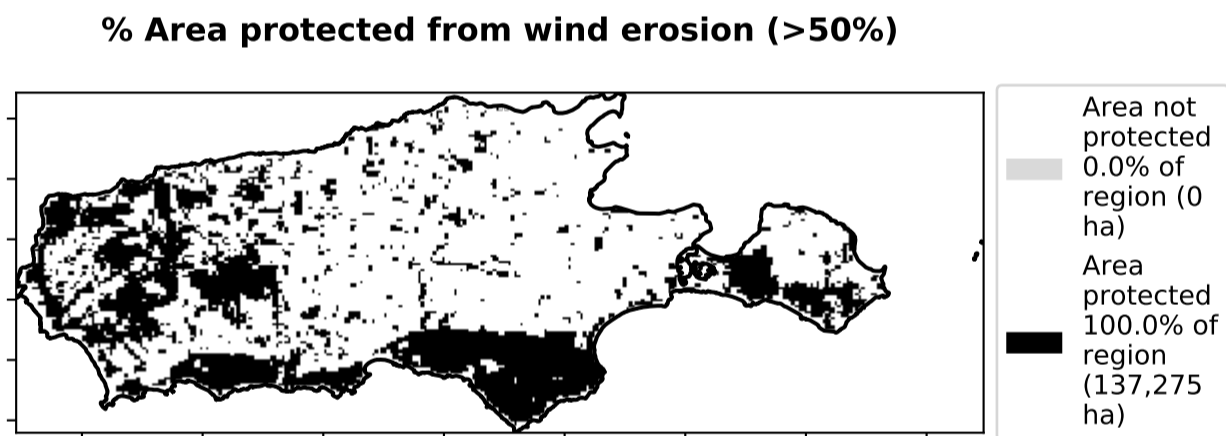 % Area protected from wind erosion (>50%)
Area not
protected
0.0% of
region (0
ha)
Area
protected
100.0% of
region
(137,275
ha)